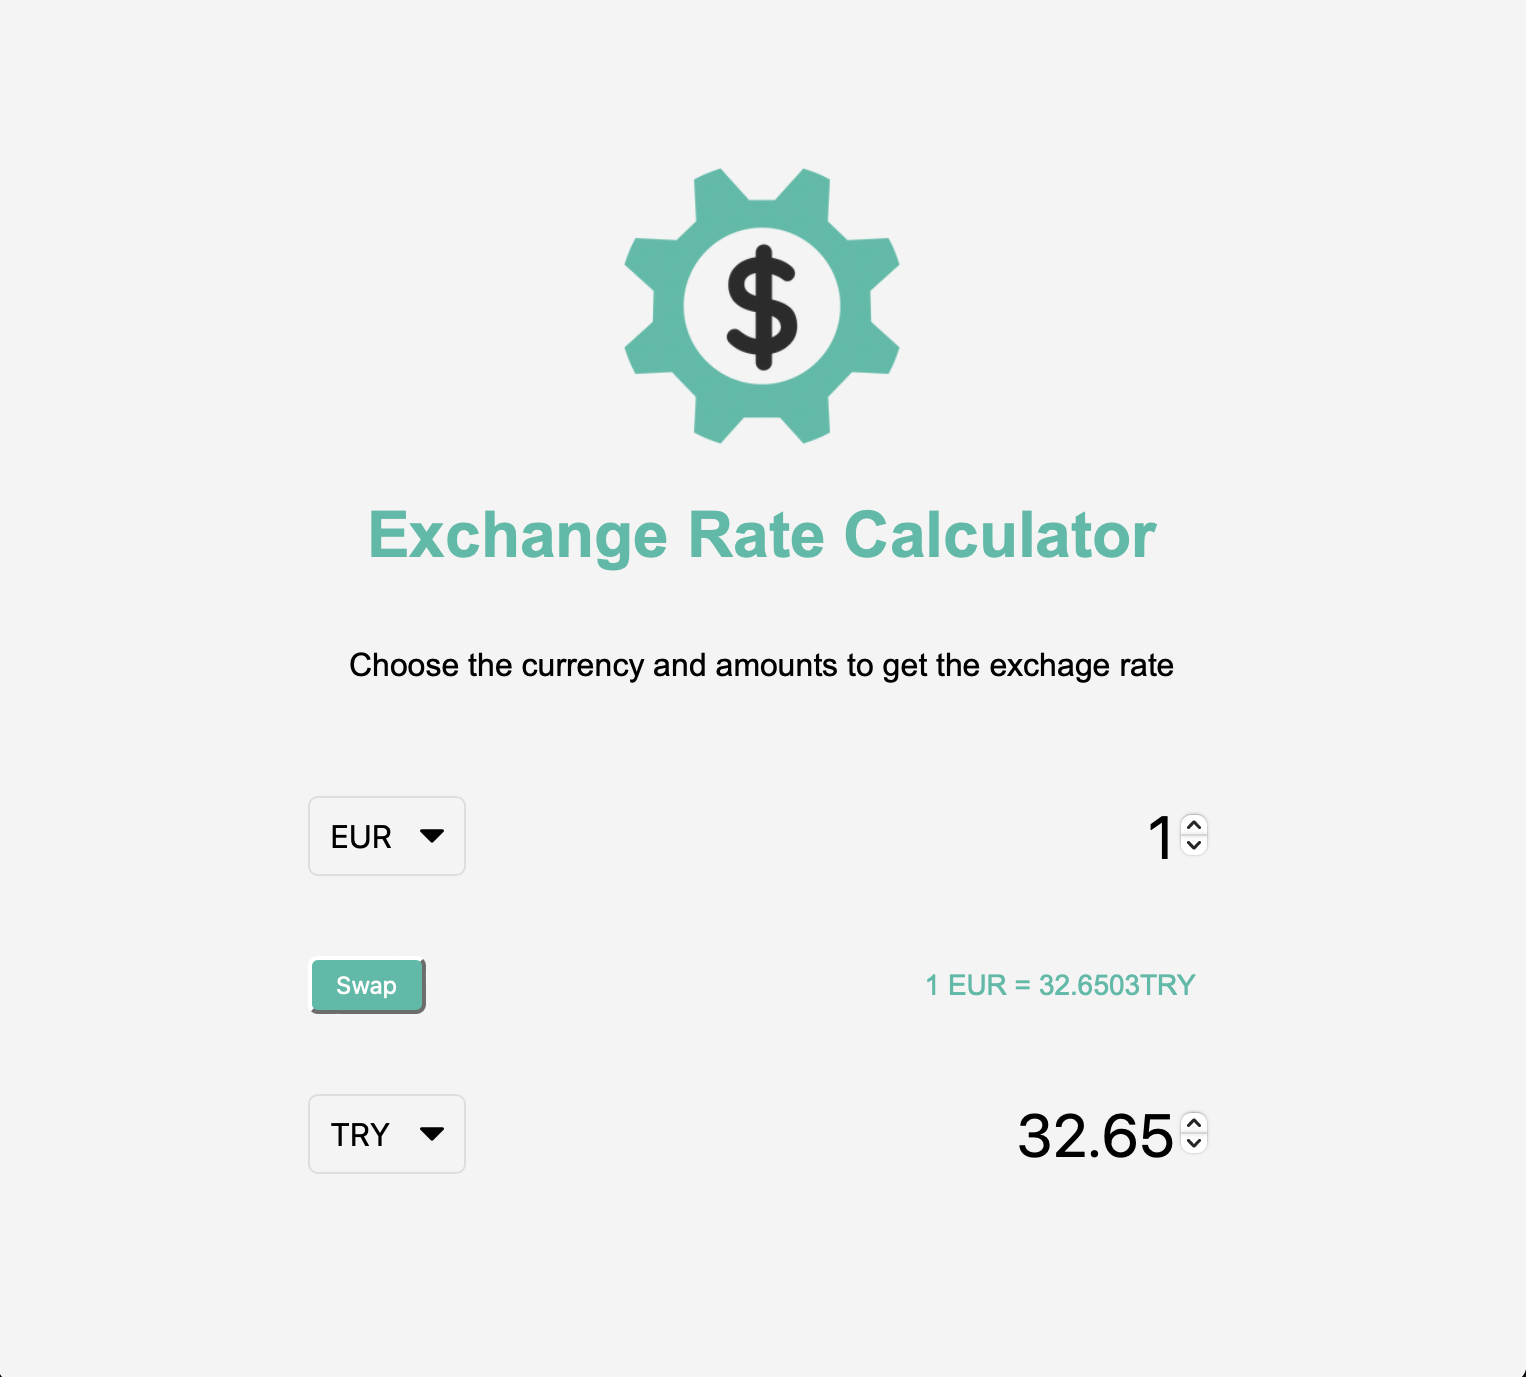 $
Exchange Rate Calculator
Choose the currency and amounts to get the exchage rate
EUR 1
Swap 1 EUR = 32.6503TRY
TRY 32.65